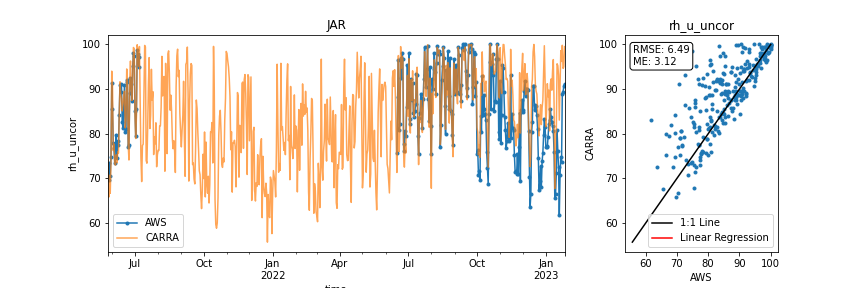 JAR
rh_u_uncor
100
90
80
70
60
rh_u_uncor
AWS
CARRA
Jul
Oct
Jan
2022
Apr
Jul
Oct
Jan
2023
time
rh_u_uncor
100
90
80
70
60
CARRA
RMSE: 6.49
ME: 3.12
1:1 Line
Linear Regression
60
70
80
90
100
AWS